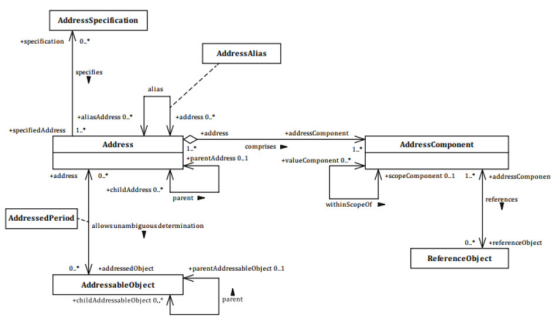 AddressSpecification
+specification 0..*
AddressAlias
specifies
alias
+aliasAddress 0..* +address 0..*
+specifiedAddress 1..*
Address
+address +addressComponent
1..* comprises 1..*
AddressComponent
+parentAddress 0..1 +valueComponent 0..*
+address 0..*
+childAddress 0..*
parent
+scopeComponent 0..1 1..* +addressComponen
withinScopeOf
references
AddressedPeriod
allows unambiguous determination
0..* +referenceObject
ReferenceObject
0..* +addressedObject +parentAddressableObject 0..1
AddressableObject
+childAddressableObject 0..* parent